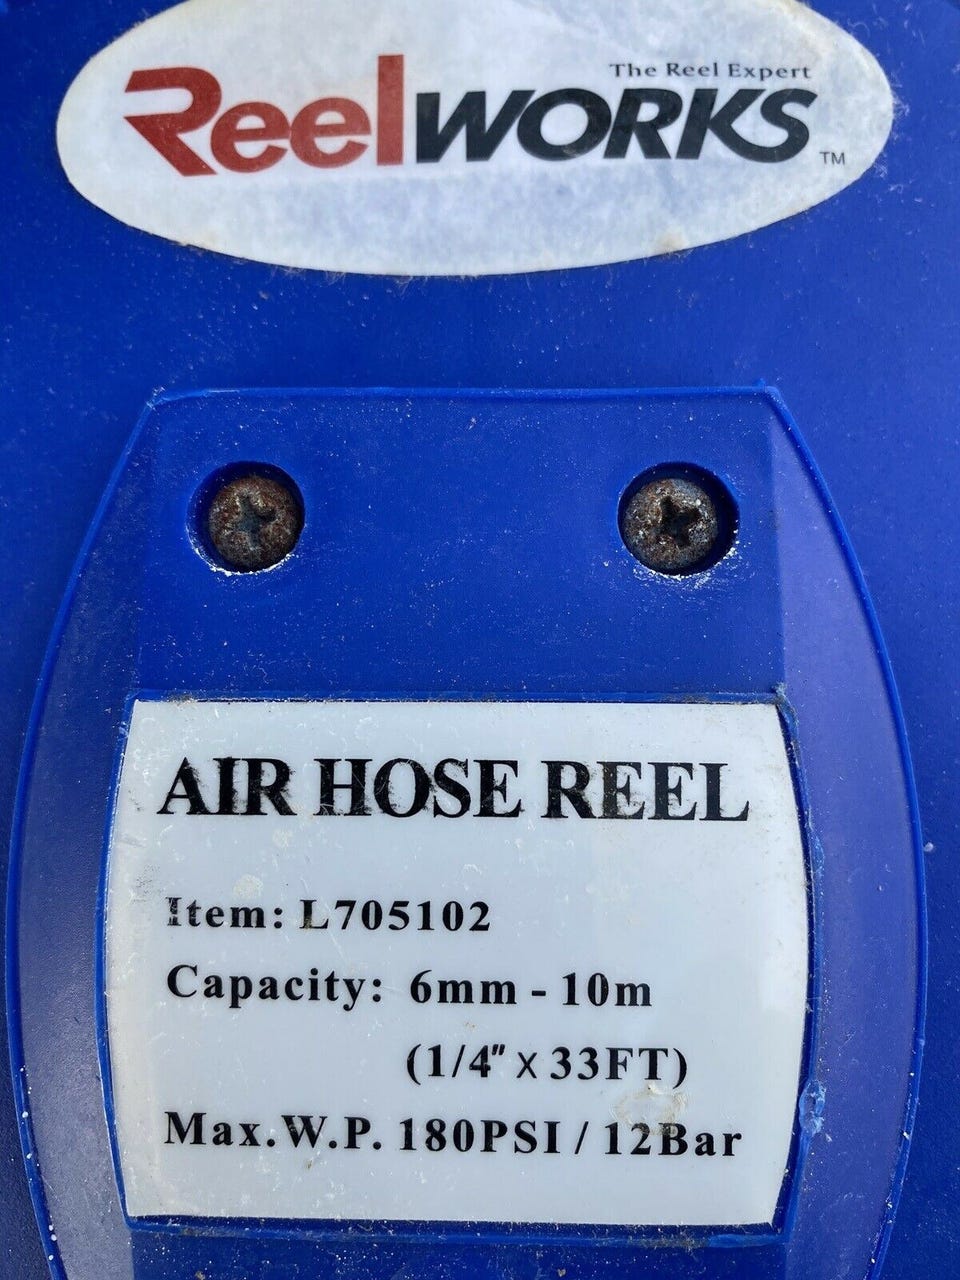 The Reel Expert
ReelWORKS
TM
AIR HOSE REEL
Item: L705102
Capacity: 6mm - 10m
(1/4" x 33FT)
Max.W.P. 180PSI / 12Bar